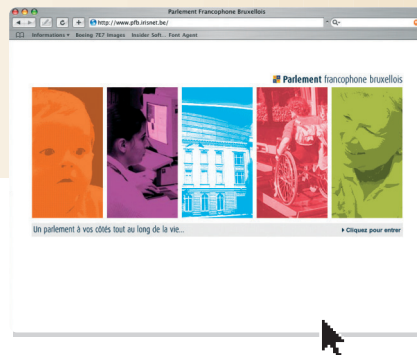 Parlement Francophone Bruxellois
http://www.pfb.irisnet.be/
Q-
Informations Boeing 7E7 Images Insider Soft... Font Agent
Parlement francophone bruxellois
Un parlement à vos côtés tout au long de la vie...
Cliquez pour entrer